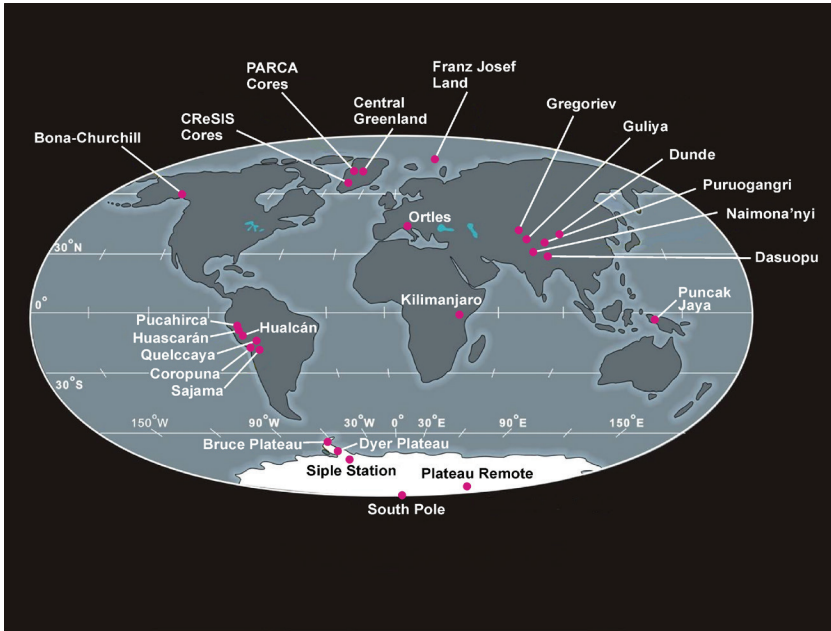 PARCA
Cores
Franz Josef
Land
CReSIS
Cores
Central
Greenland
Gregoriev
Bona-Churchill
Guliya
Dunde
Puruogangri
Naimona'nyi
Dasuopu
Ortles
30°N
0°
Kilimanjaro
Puncak
Jaya
Pucahirca
Hualcán
Huascarán
Quelccaya
Coropuna
Sajama
30°S
150°W
90°W
30°W
0°
30°E
90°E
150°E
Bruce Plateau
Dyer Plateau
Siple Station
Plateau Remote
South Pole